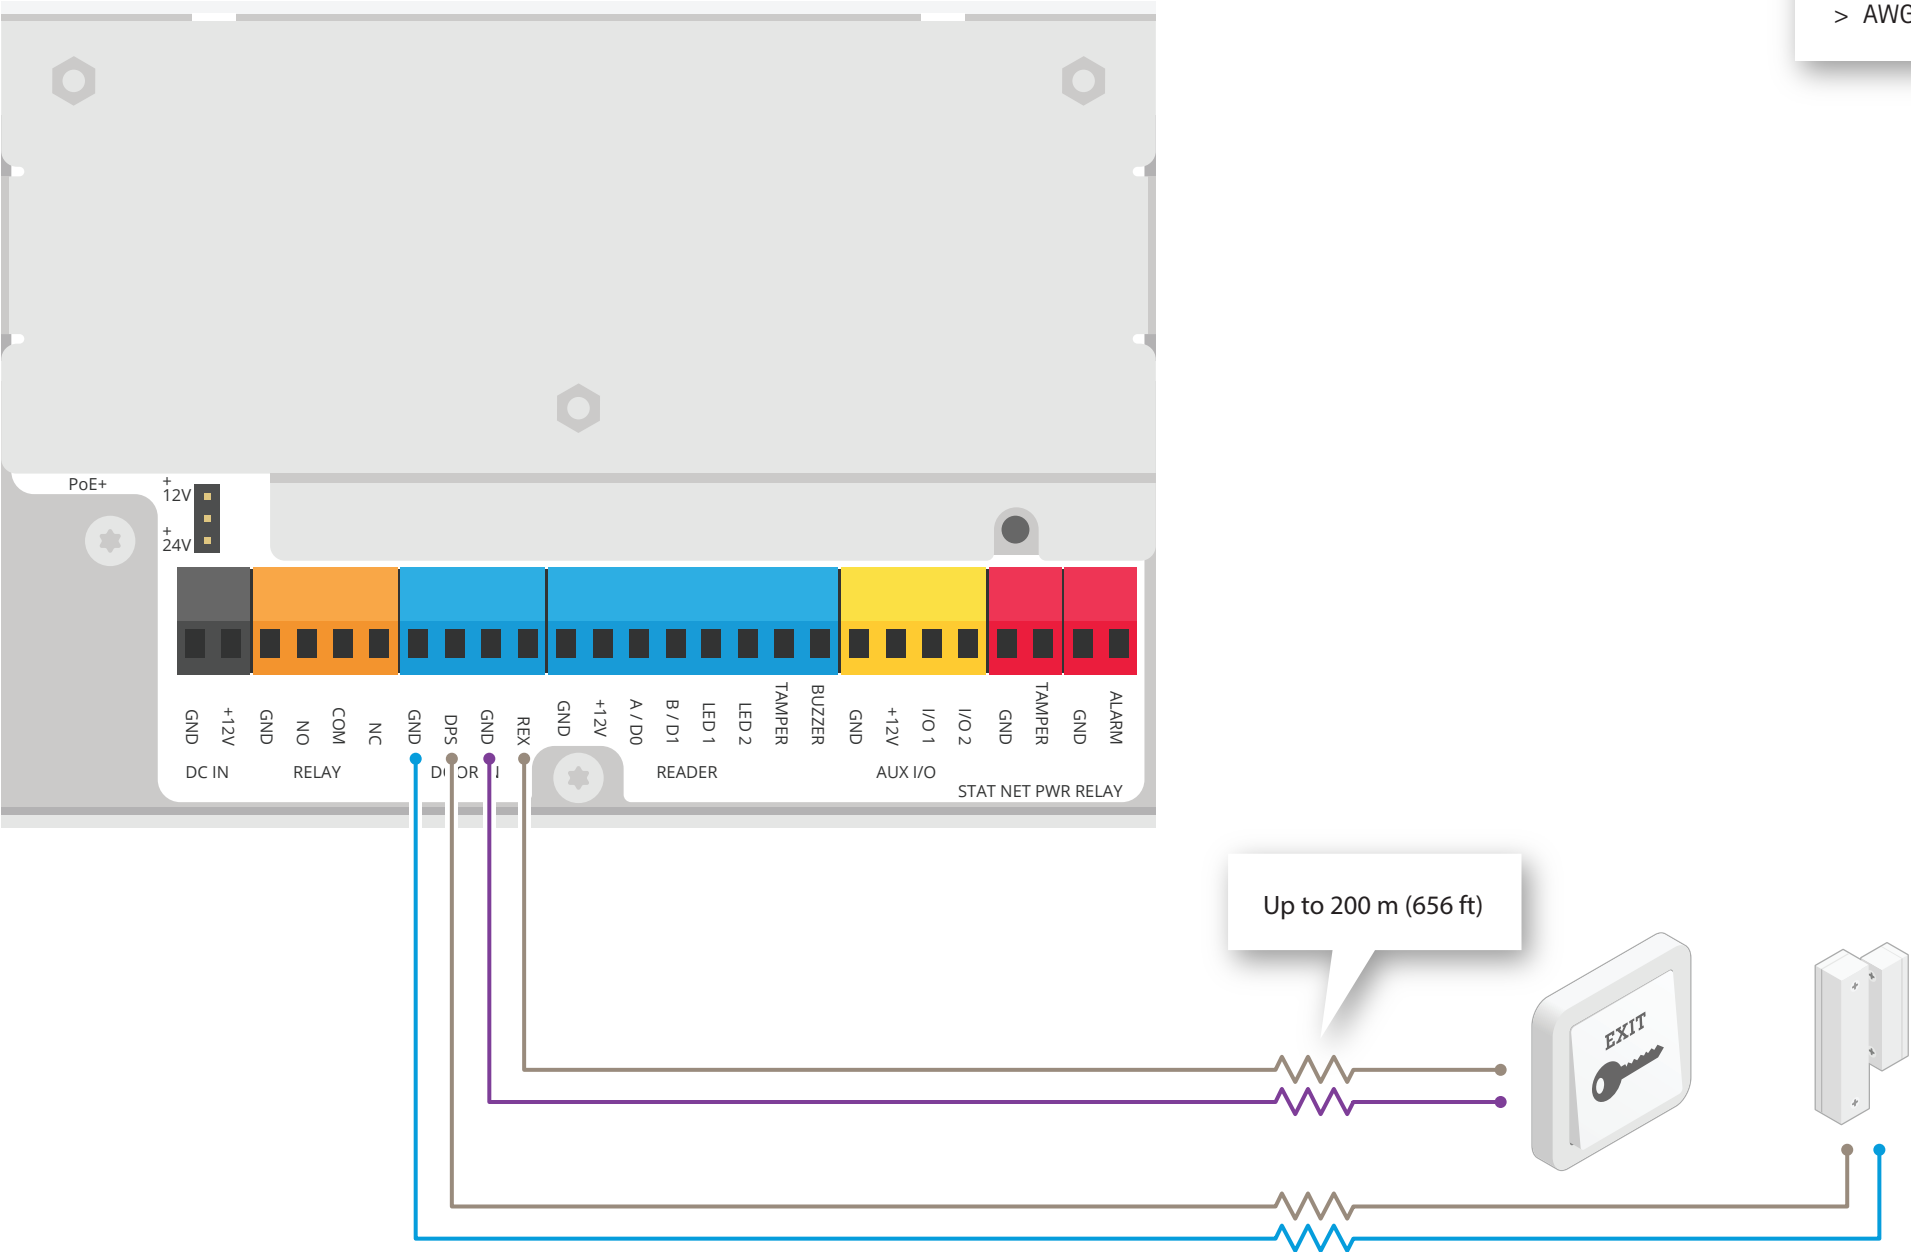 > AWG
PoE+
+
12V
+
24V
GND
+12V
GND
NO
COM
NC
GND
DPS
GND
REX
GND
+12V
A / D0
B / D1
LED 1
LED 2
TAMPER
BUZZER
GND
+12V
I/O 1
I/O 2
GND
TAMPER
GND
ALARM
DC IN
RELAY
DOOR IN
READER
AUX I/O
STAT NET PWR RELAY
Up to 200 m (656 ft)
EXIT